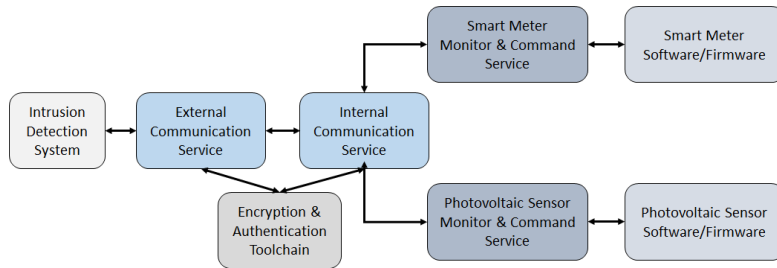 Smart Meter
Monitor & Command
Service
Smart Meter
Software/Firmware
Intrusion
Detection
System
External
Communication
Service
Internal
Communication
Service
Encryption &
Authentication
Toolchain
Photovoltaic Sensor
Monitor & Command
Service
Photovoltaic Sensor
Software/Firmware